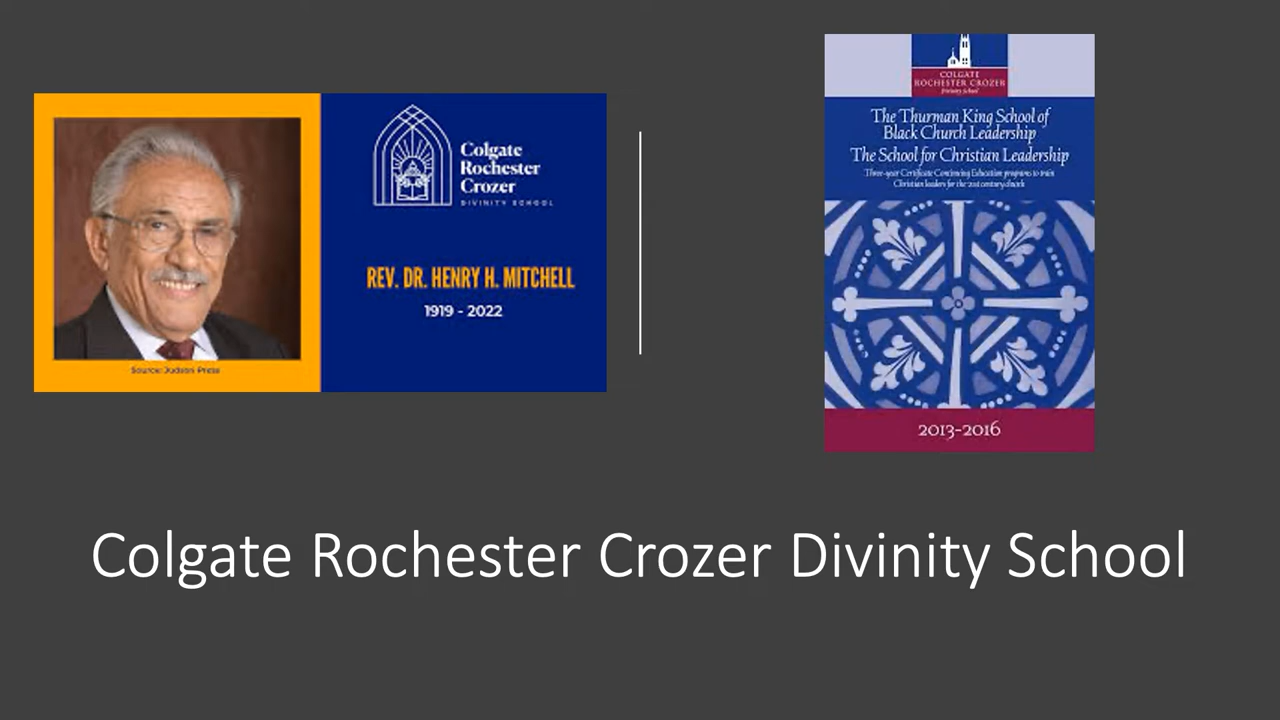 Colgate
Rochester
Crozer
DIVINITY SCHOOL
REV. DR. HENRY H. MITCHELL
1919 - 2022
Source: Judson Press
COLGATE
ROCHESTER CROZER
Divinity School
The Thurman King School of
Black Church Leadership
The School for Christian Leadership
Three-year Certificate Continuing Education programs to train
Christian leaders for the 21st century church
2013-2016
Colgate Rochester Crozer Divinity School